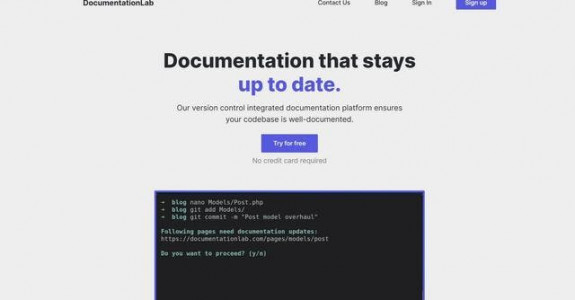 DocumentationLab
Contact Us
Blog
Sign In
Sign up
Documentation that stays
up to date.
Our version control integrated documentation platform ensures
your codebase is well-documented.
Try for free
No credit card required
→ blog nano Models/Post.php
→ blog git add Models/
→ blog git commit -m "Post model overhaul"
Following pages need documentation updates:
https://documentationlab.com/pages/models/post
Do you want to proceed? (y/n)